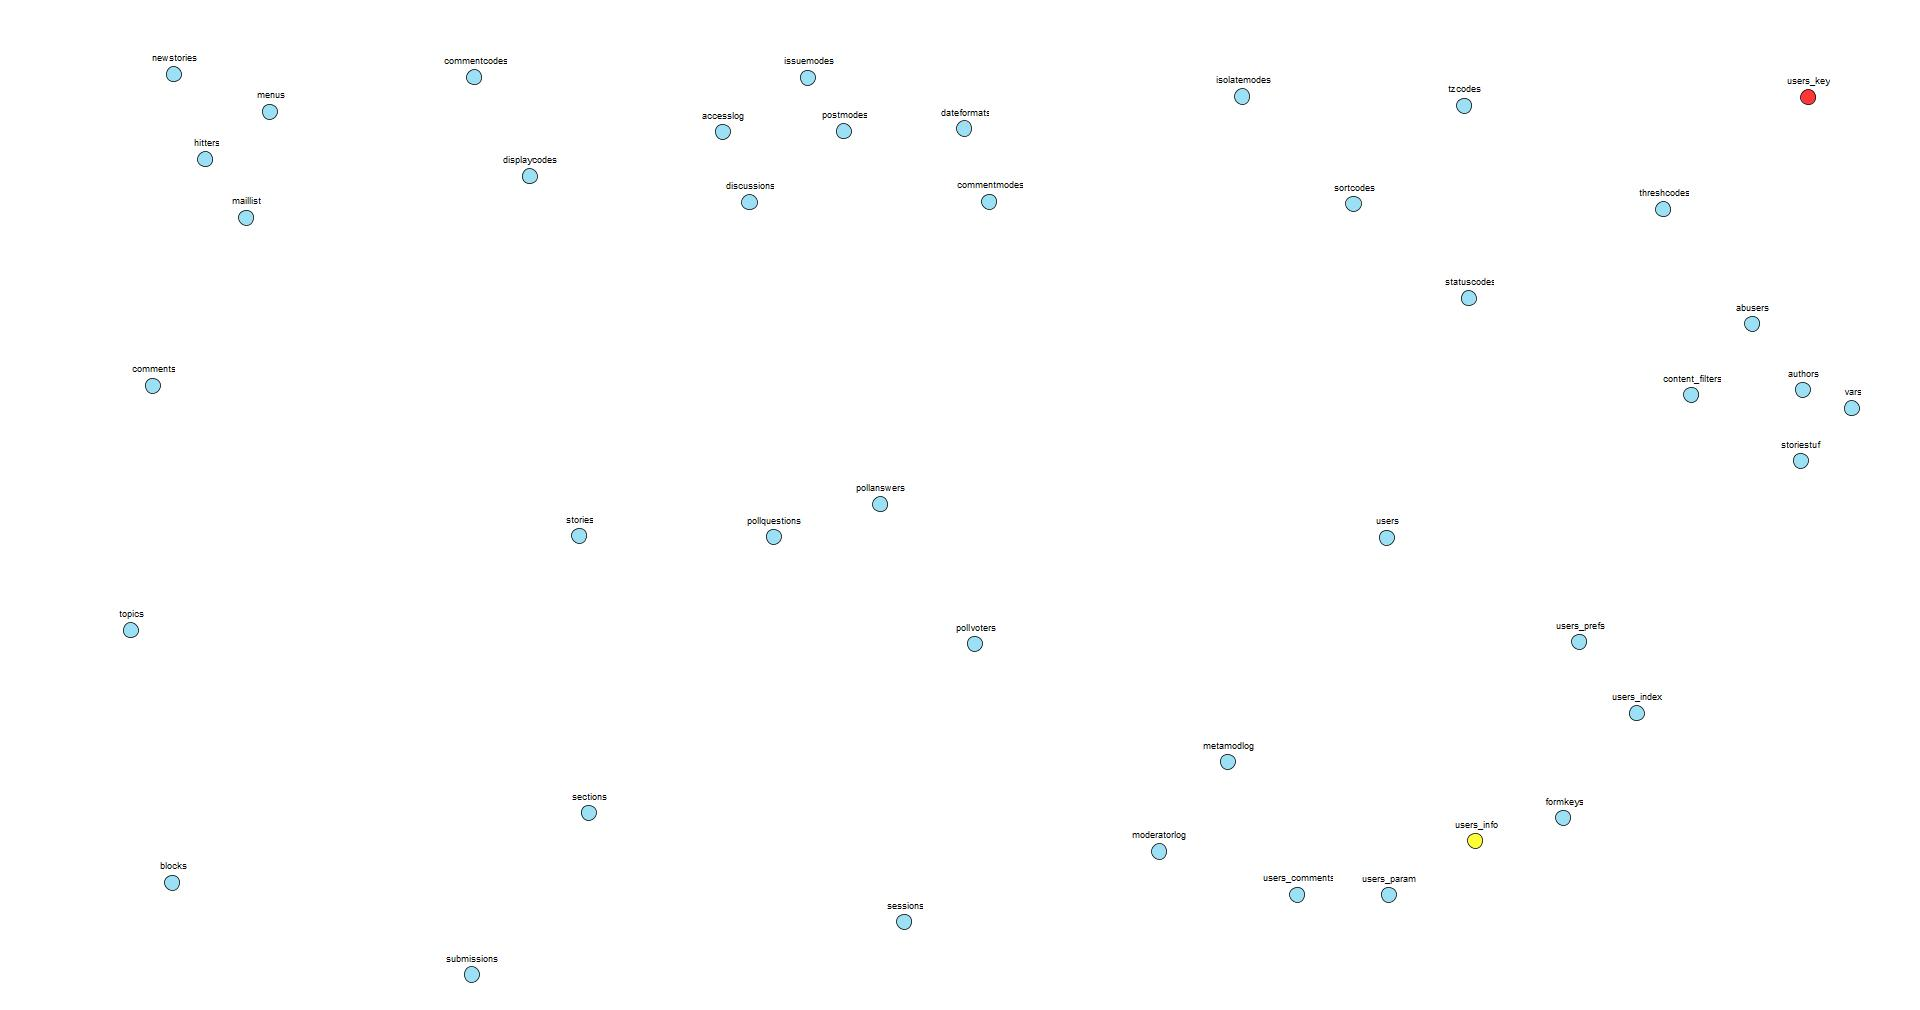 newstories
commentcodes
issuemodes
isolatemodes
users_key
tzcodes
menus
accesslog
postmodes
dateformats
hitters
displaycodes
discussions
commentmodes
sortcodes
threshcodes
maillist
statuscodes
abusers
comments
authors
content_filters
vars
storiestuf
pollanswers
stories
pollquestions
users
topics
pollvoters
users_prefs
users_index
metamodlog
sections
formkeys
users_info
moderatorlog
blocks
users_comments
users_param
sessions
submissions